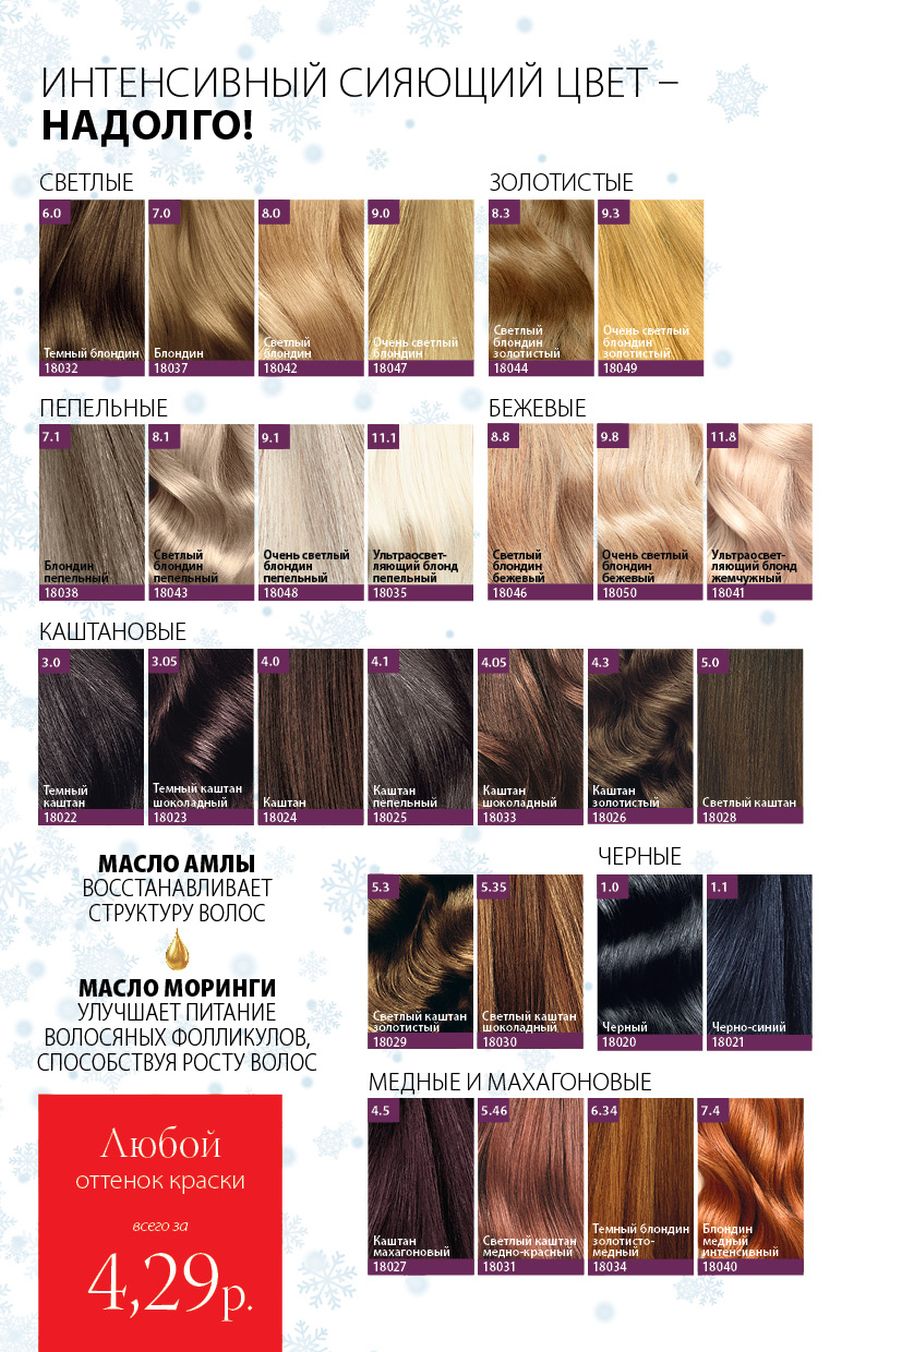 ИНТЕНСИВНЫЙ СИЯЮЩИЙ ЦВЕТ –
НАДОЛГО!
СВЕТЛЫЕ
6.0
Темный блондин
18032
7.0
Блондин
18037
8.0
Светлый
блондин
18042
9.0
Очень светлый
блондин
18047
ЗОЛОТИСТЫЕ
8.3
Светлый
блондин
золотистый
18044
9.3
Очень светлый
блондин
золотистый
18049
ПЕПЕЛЬНЫЕ
7.1
Блондин
пепельный
18038
8.1
Светлый
блондин
пепельный
18043
9.1
Очень светлый
блондин
пепельный
18048
11.1
Ультраосвет-
ляющий блонд
пепельный
18035
БЕЖЕВЫЕ
8.8
Светлый
блондин
бежевый
18046
9.8
Очень светлый
блондин
бежевый
18050
11.8
Ультраосвет-
ляющий блонд
жемчужный
18041
КАШТАНОВЫЕ
3.0
Темный
каштан
18022
3.05
Темный каштан
шоколадный
18023
4.0
Каштан
18024
4.1
Каштан
пепельный
18025
4.05
Каштан
шоколадный
18033
4.3
Каштан
золотистый
18026
5.0
Светлый каштан
18028
МАСЛО АМЛЫ
ВОССТАНАВЛИВАЕТ
СТРУКТУРУ ВОЛОС
МАСЛО МОРИНГИ
УЛУЧШАЕТ ПИТАНИЕ
ВОЛОСЯНЫХ ФОЛЛИКУЛОВ,
СПОСОБСТВУЯ РОСТУ ВОЛОС
5.3
Светлый каштан
золотистый
18029
5.35
Светлый каштан
шоколадный
18030
ЧЕРНЫЕ
1.0
Черный
18020
1.1
Черно-синий
18021
МЕДНЫЕ И МАХАГОНОВЫЕ
4.5
Каштан
махагоновый
18027
5.46
Светлый каштан
медно-красный
18031
6.34
Темный блондин
золотисто-
медный
18034
7.4
Блондин
медный
интенсивный
18040
Любой
оттенок краски
всего за
4,29р.